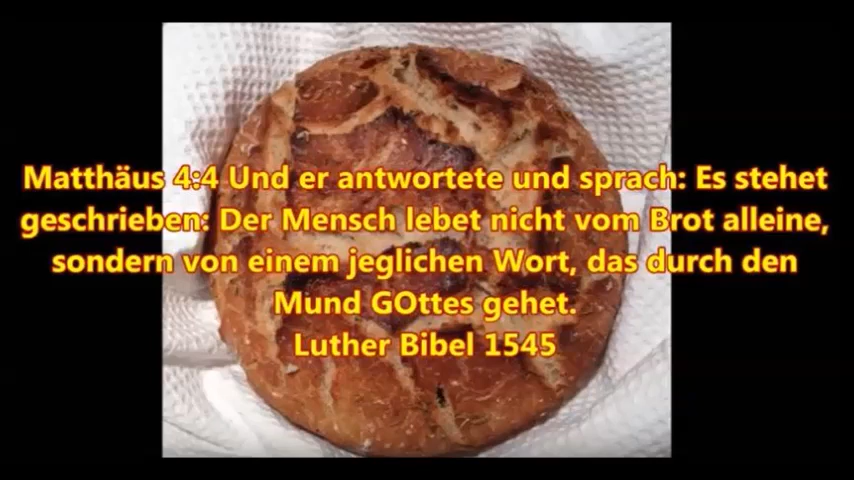 Matthäus 4:4 Und er antwortete und sprach: Es stehet
geschrieben: Der Mensch lebet nicht vom Brot alleine,
sondern von einem jeglichen Wort, das durch den
Mund GOttes gehet.
Luther Bibel 1545